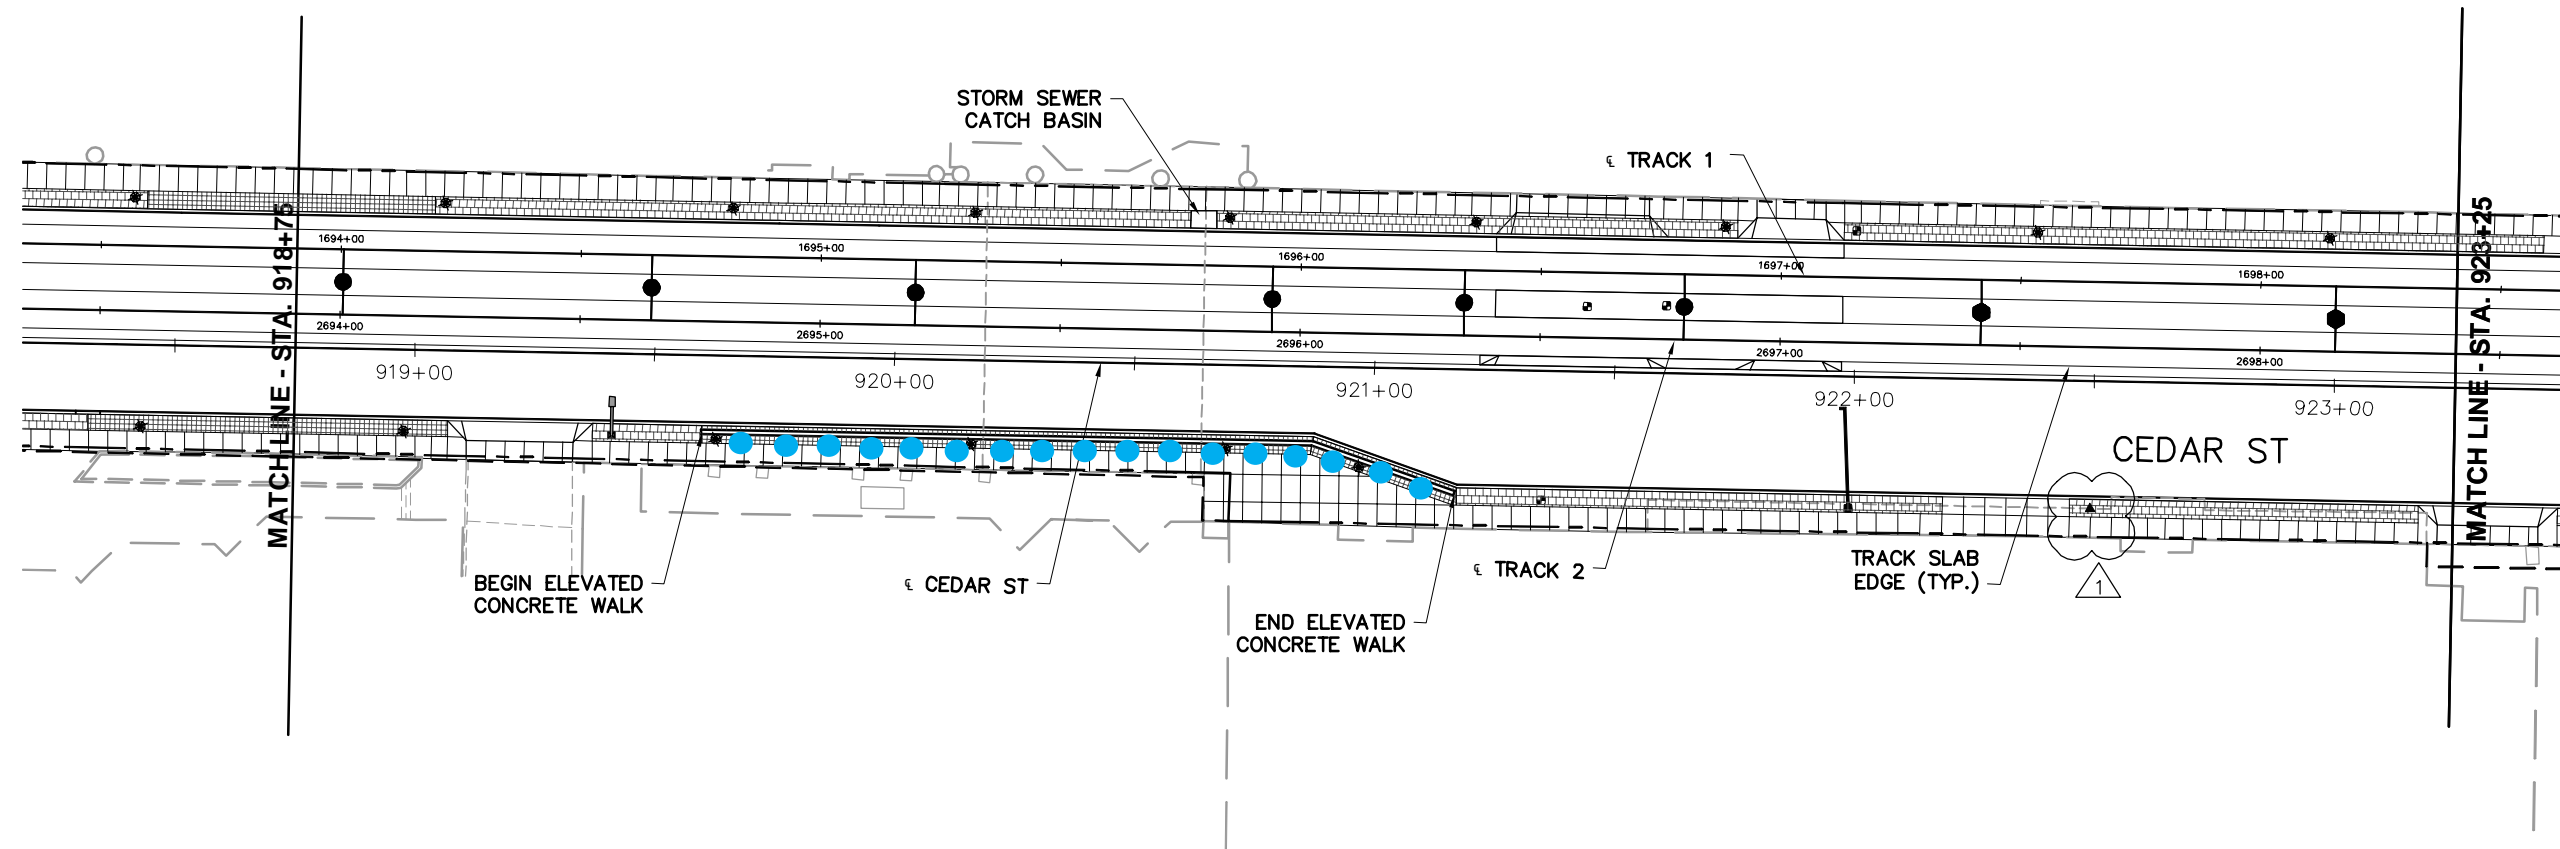 STORM SEWER
CATCH BASIN
℄ TRACK 1
MATCH LINE - STA. 918+75
MATCH LINE - STA. 923+25
1694+00
1695+00
1696+00
1697+00
1698+00
2694+00
2695+00
2696+00
2697+00
2698+00
919+00
920+00
921+00
922+00
923+00
CEDAR ST
BEGIN ELEVATED
CONCRETE WALK
℄ CEDAR ST
END ELEVATED
CONCRETE WALK
℄ TRACK 2
TRACK SLAB
EDGE (TYP.)
1